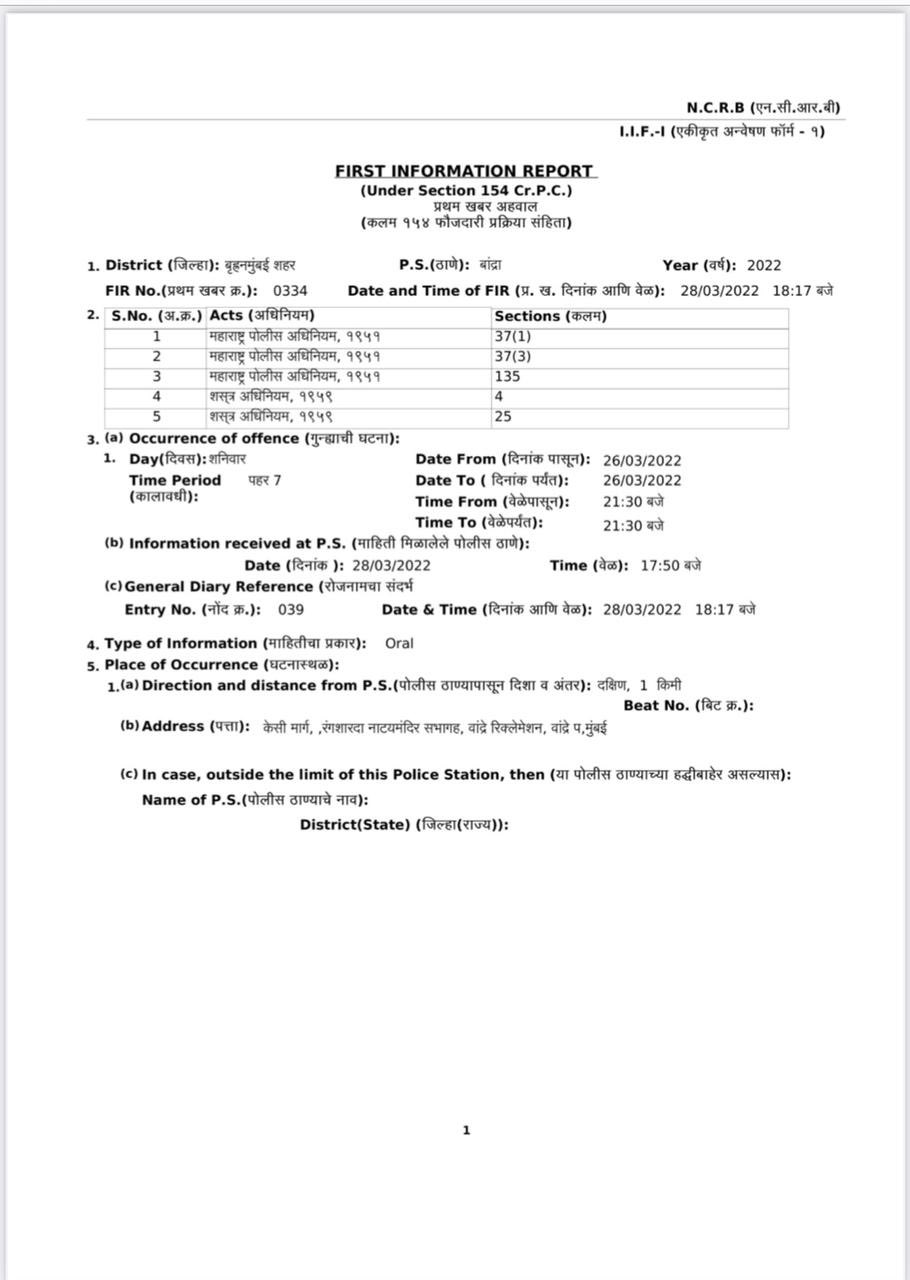 N.C.R.B (एन.सी.आर.बी)
I.I.F.-I (एकीकृत अन्वेषण फॉर्म - १)
FIRST INFORMATION REPORT
(Under Section 154 Cr.P.C.)
प्रथम खबर अहवाल
(कलम १५४ फौजदारी प्रक्रिया संहिता)
1. District (जिल्हा): बृहनमुंबई शहर P.S.(ठाणे): बांद्रा Year (वर्ष): 2022
FIR No.(प्रथम खबर क्र.): 0334 Date and Time of FIR (प्र. ख. दिनांक आणि वेळ): 28/03/2022 18:17 बजे
2. S.No. (अ.क्र.) Acts (अधिनियम) Sections (कलम)
1 महाराष्ट्र पोलीस अधिनियम, १९५१ 37(1)
2 महाराष्ट्र पोलीस अधिनियम, १९५१ 37(3)
3 महाराष्ट्र पोलीस अधिनियम, १९५१ 135
4 शस्त्र अधिनियम, १९५९ 4
5 शस्त्र अधिनियम, १९५९ 25
3. (a) Occurrence of offence (गुन्ह्याची घटना):
1. Day(दिवस): शनिवार Date From (दिनांक पासून): 26/03/2022
Time Period पहर 7 Date To ( दिनांक पर्यंत): 26/03/2022
(कालावधी): Time From (वेळेपासून): 21:30 बजे
Time To (वेळेपर्यंत): 21:30 बजे
(b) Information received at P.S. (माहिती मिळालेले पोलीस ठाणे):
Date (दिनांक ): 28/03/2022 Time (वेळ): 17:50 बजे
(c) General Diary Reference (रोजनामचा संदर्भ
Entry No. (नोंद क्र.): 039 Date & Time (दिनांक आणि वेळ): 28/03/2022 18:17 बजे
4. Type of Information (माहितीचा प्रकार): Oral
5. Place of Occurrence (घटनास्थळ):
1.(a) Direction and distance from P.S.(पोलीस ठाण्यापासून दिशा व अंतर): दक्षिण, 1 किमी
Beat No. (बिट क्र.):
(b) Address (पत्ता): केसी मार्ग, ,रंगशारदा नाटयमंदिर सभागह, वांद्रे रिक्लेमेशन, वांद्रे प,मुंबई
(c) In case, outside the limit of this Police Station, then (या पोलीस ठाण्याच्या हद्दीबाहेर असल्यास):
Name of P.S.(पोलीस ठाण्याचे नाव):
District(State) (जिल्हा(राज्य)):
1